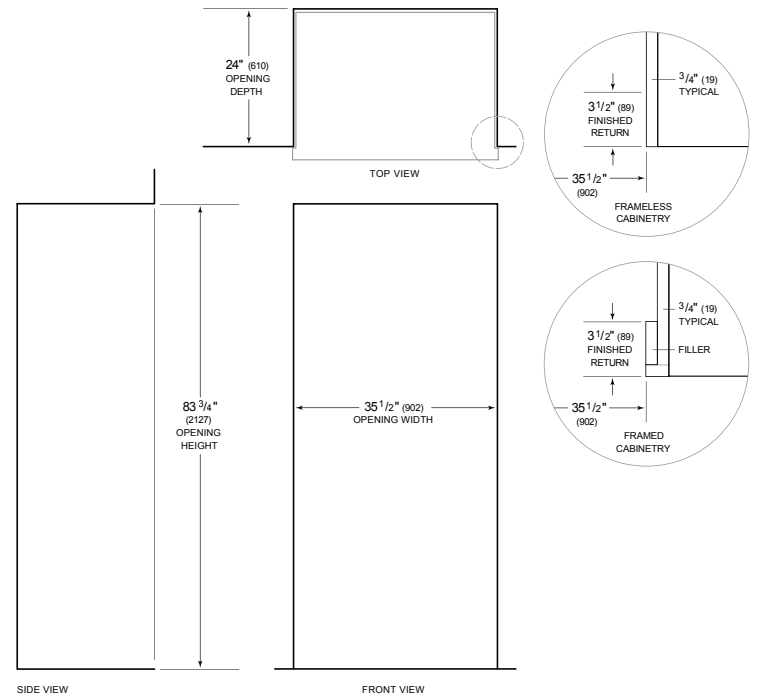 24" (610)
OPENING
DEPTH
TOP VIEW
3/4" (19)
TYPICAL
3 1/2" (89)
FINISHED
RETURN
35 1/2"
(902)
FRAMELESS
CABINETRY
3/4" (19)
TYPICAL
3 1/2" (89)
FINISHED
RETURN
FILLER
35 1/2"
(902)
FRAMED
CABINETRY
83 3/4"
(2127)
OPENING
HEIGHT
35 1/2" (902)
OPENING WIDTH
SIDE VIEW
FRONT VIEW